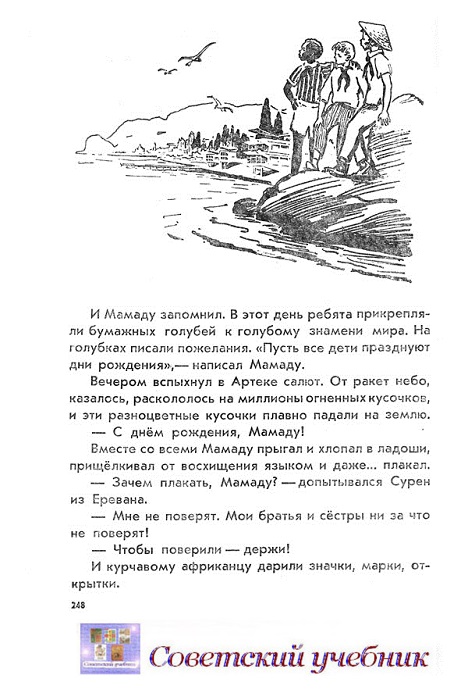 И Мамаду запомнил. В этот день ребята прикрепля-
ли бумажных голубей к голубому знамени мира. На
голубках писали пожелания. «Пусть все дети празднуют
дни рождения»,— написал Мамаду.
Вечером вспыхнул в Артеке салют. От ракет небо,
казалось, раскололось на миллионы огненных кусочков,
и эти разноцветные кусочки плавно падали на землю.
— С днём рождения, Мамаду!
Вместе со всеми Мамаду прыгал и хлопал в ладоши,
прищёлкивал от восхищения языком и даже... плакал.
— Зачем плакать, Мамаду? — допытывался Сурен
из Еревана.
— Мне не поверят. Мои братья и сёстры ни за что
не поверят!
— Чтобы поверили — держи!
И курчавому африканцу дарили значки, марки, от-
крытки.
248
Советский учебник
Советский учебник